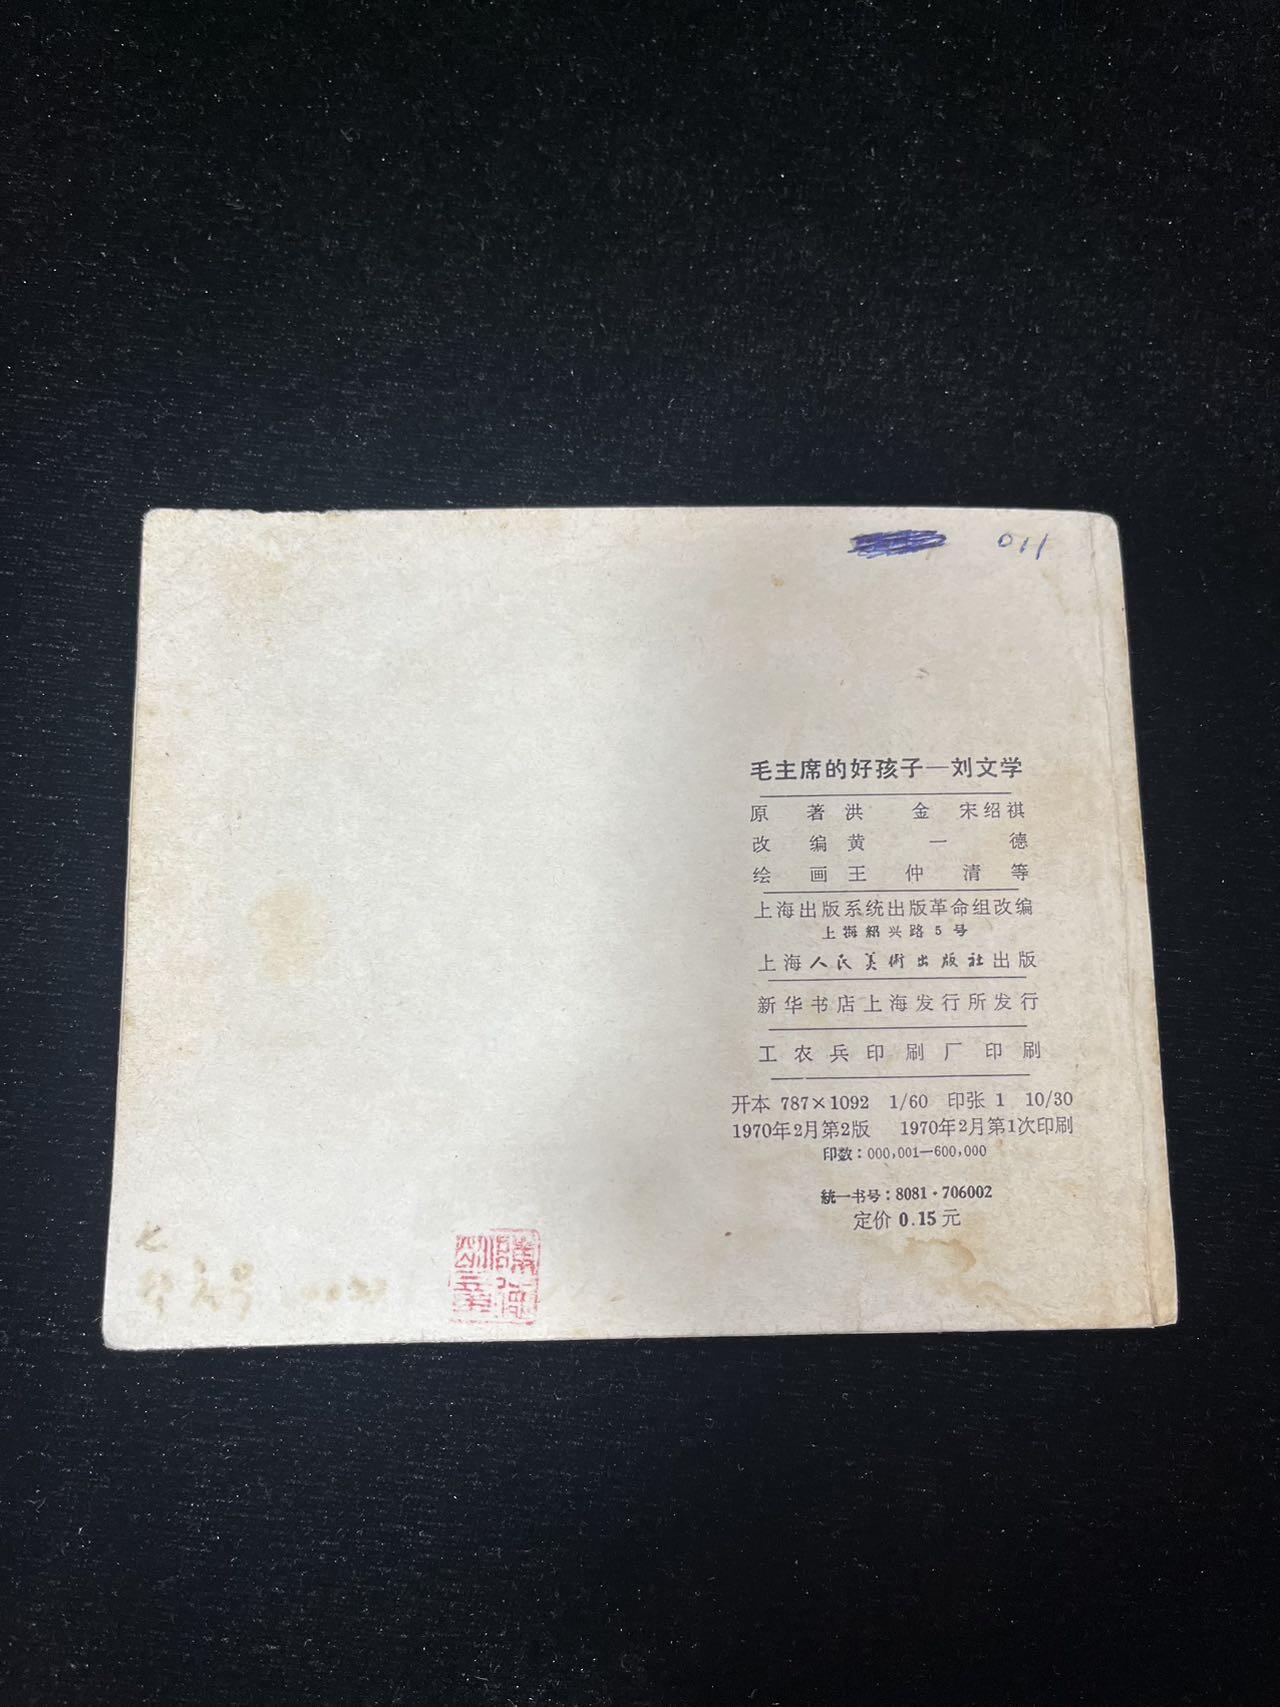 011
毛主席的好孩子—刘文学
原著 洪金 宋绍祺
改编 黄一德
绘画 王仲清等
上海出版系统出版革命组改编
上海紹兴路5号
上海人民美術出版社出版
新华书店上海发行所发行
工农兵印刷厂印刷
开本 787×1092 1/60 印张 1 10/30
1970年2月第2版 1970年2月第1次印刷
印数：000,001—600,000
統一书号：8081·706002
定价 0.15 元